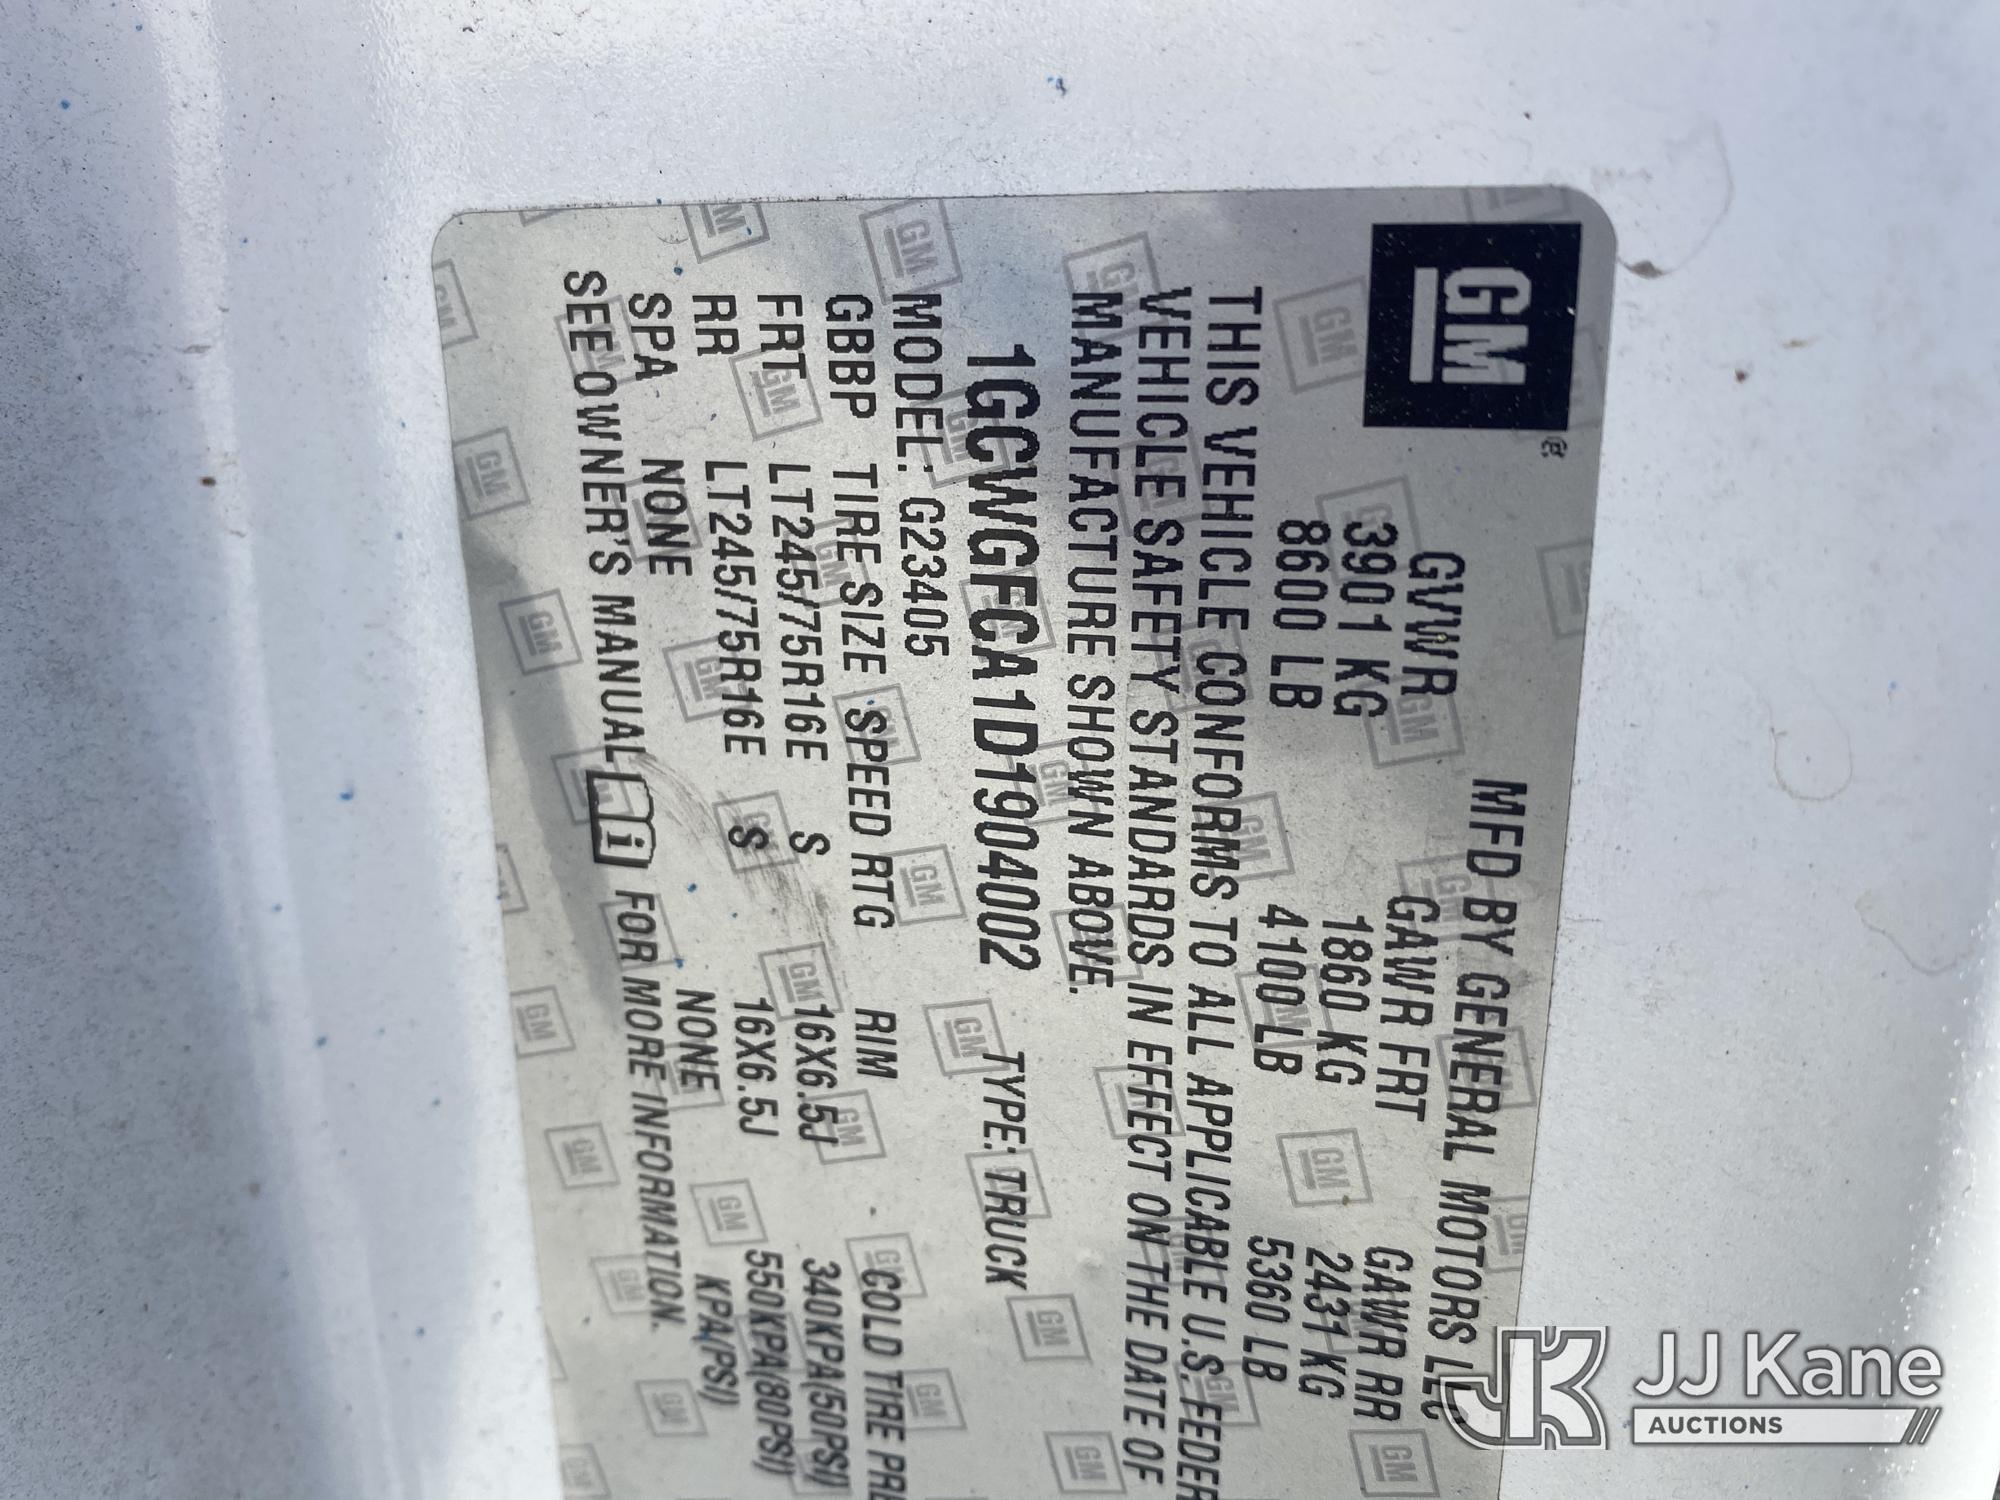 GM ®
MFD BY GENERAL MOTORS LLC
GVWR GAWR FRT GAWR RR
3901 KG 1860 KG 2431 KG
8600 LB 4100 LB 5360 LB
THIS VEHICLE CONFORMS TO ALL APPLICABLE U.S. FEDER
VEHICLE SAFETY STANDARDS IN EFFECT ON THE DATE OF
MANUFACTURE SHOWN ABOVE.
1GCWGFCA1D1904002 TYPE: TRUCK
MODEL: G23405
GBBP TIRE SIZE SPEED RTG RIM COLD TIRE PRE
FRT LT245/75R16E S 16X6.5J 340KPA(50PSI)
RR LT245/75R16E S 16X6.5J 550KPA(80PSI)
SPA NONE NONE KPA(PSI)
SEE OWNER'S MANUAL i FOR MORE INFORMATION.
JK JJ Kane
AUCTIONS